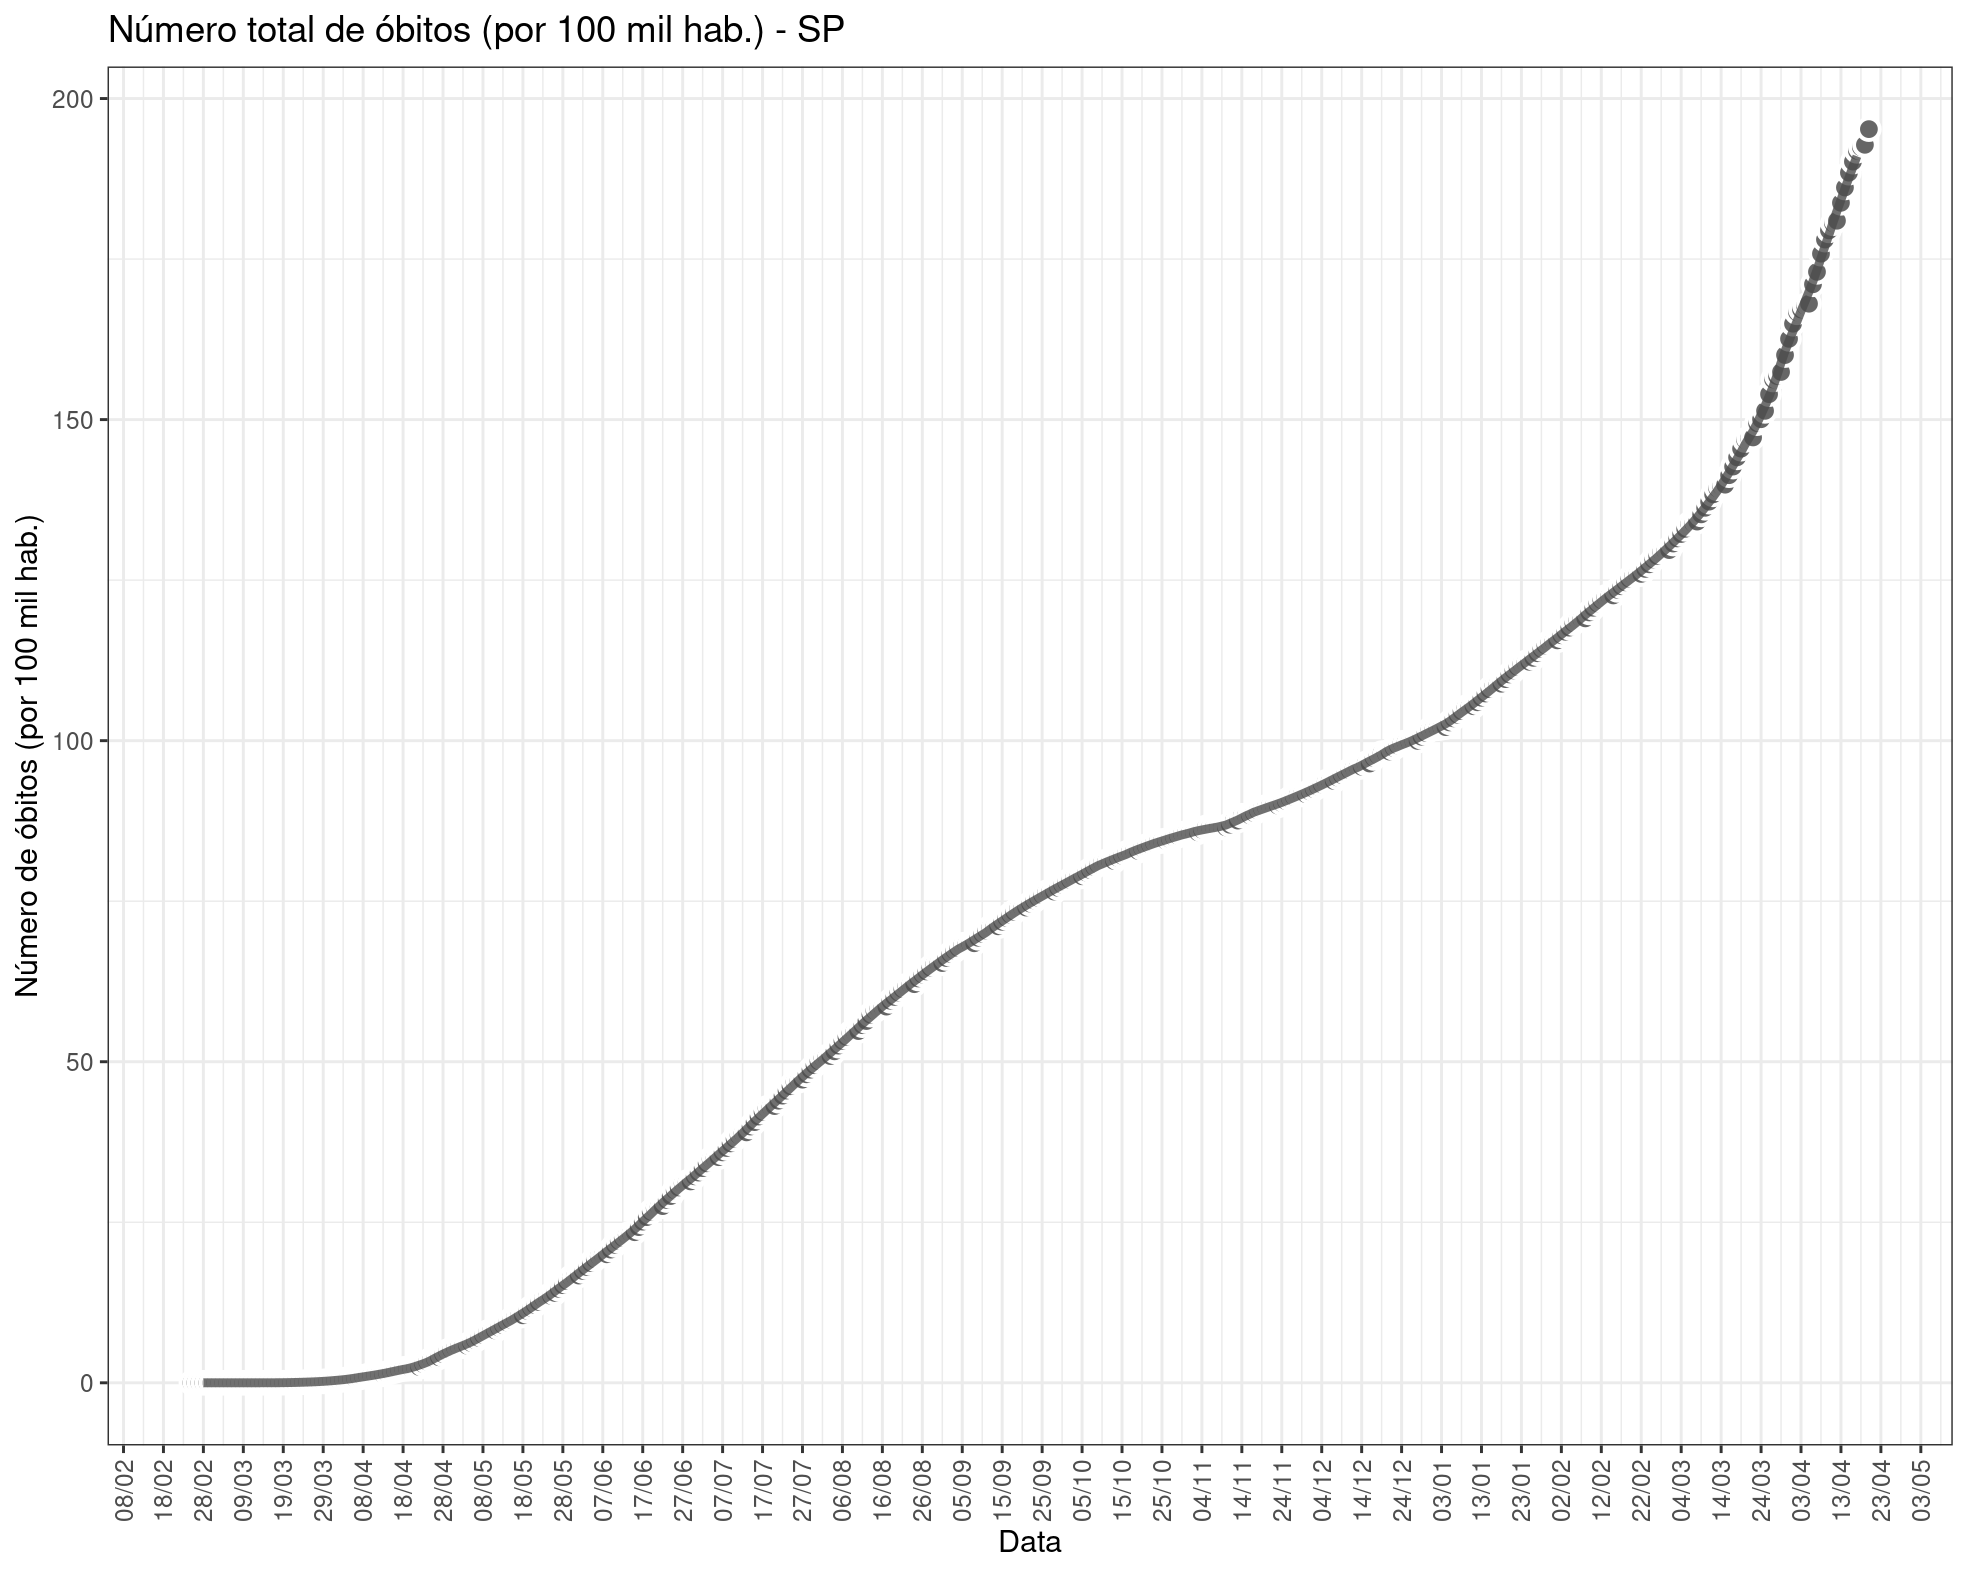 Número total de óbitos (por 100 mil hab.) - SP
Número de óbitos (por 100 mil hab.)
200
150
100
50
0
08/02 18/02 28/02 09/03 19/03 29/03 08/04 18/04 28/04 08/05 18/05 28/05 07/06 17/06 27/06 07/07 17/07 27/07 06/08 16/08 26/08 05/09 15/09 25/09 05/10 15/10 25/10 04/11 14/11 24/11 04/12 14/12 24/12 03/01 13/01 23/01 02/02 12/02 22/02 04/03 14/03 24/03 03/04 13/04 23/04 03/05
Data